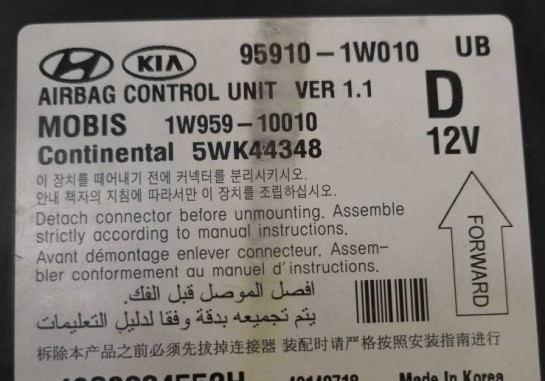 HYUNDAI KIA 95910-1W010 UB
AIRBAG CONTROL UNIT VER 1.1 D
MOBIS 1W959-10010
Continental 5WK44348 12V
이 장치를 떼어내기 전에 커넥터를 분리시키시오.
안내 책자의 지침에 따라서만 이 장치를 조립하십시오.
Detach connector before unmounting. Assemble
strictly according to manual instructions.
Avant démontage enlever connecteur. Assem-
bler conformement au manuel d'instructions.
FORWARD
افصل الموصل قبل الفك.
يتم تجميعه بدقة وفقا لدليل التعليمات
拆除本产品之前必须先拔掉连接器 装配时请严格按照安装指南进行
Made In Korea